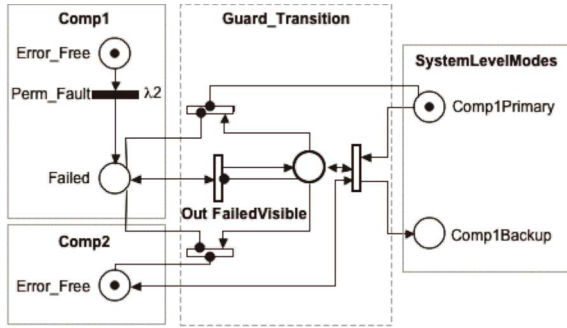 Comp1
Error_Free
Perm_Fault λ2
Failed
Guard_Transition
Out FailedVisible
SystemLevelModes
Comp1Primary
Comp1Backup
Comp2
Error_Free